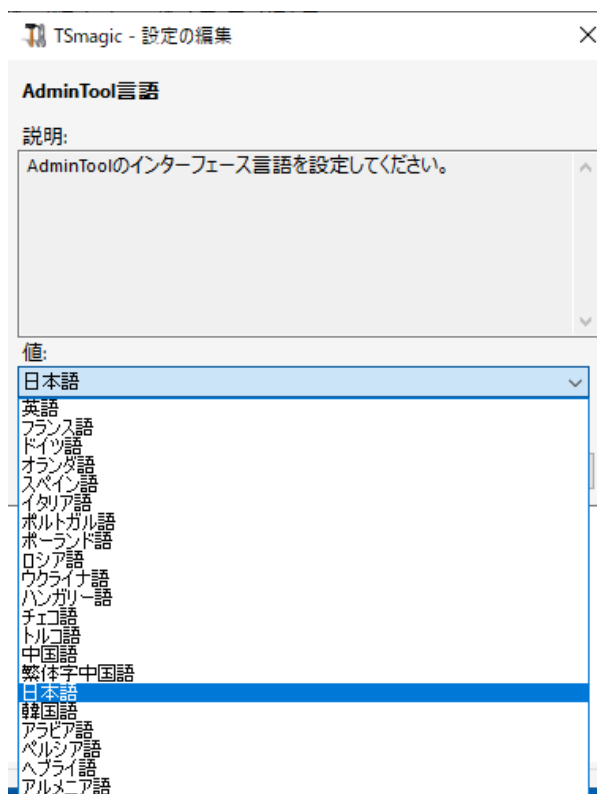 TSmagic - 設定の編集
AdminTool言語
説明:
AdminToolのインターフェース言語を設定してください。
値:
日本語
英語
フランス語
ドイツ語
オランダ語
スペイン語
イタリア語
ポルトガル語
ポーランド語
ロシア語
ウクライナ語
ハンガリー語
チェコ語
トルコ語
中国語
繁体字中国語
日本語
韓国語
アラビア語
ペルシア語
ヘブライ語
アルメニア語